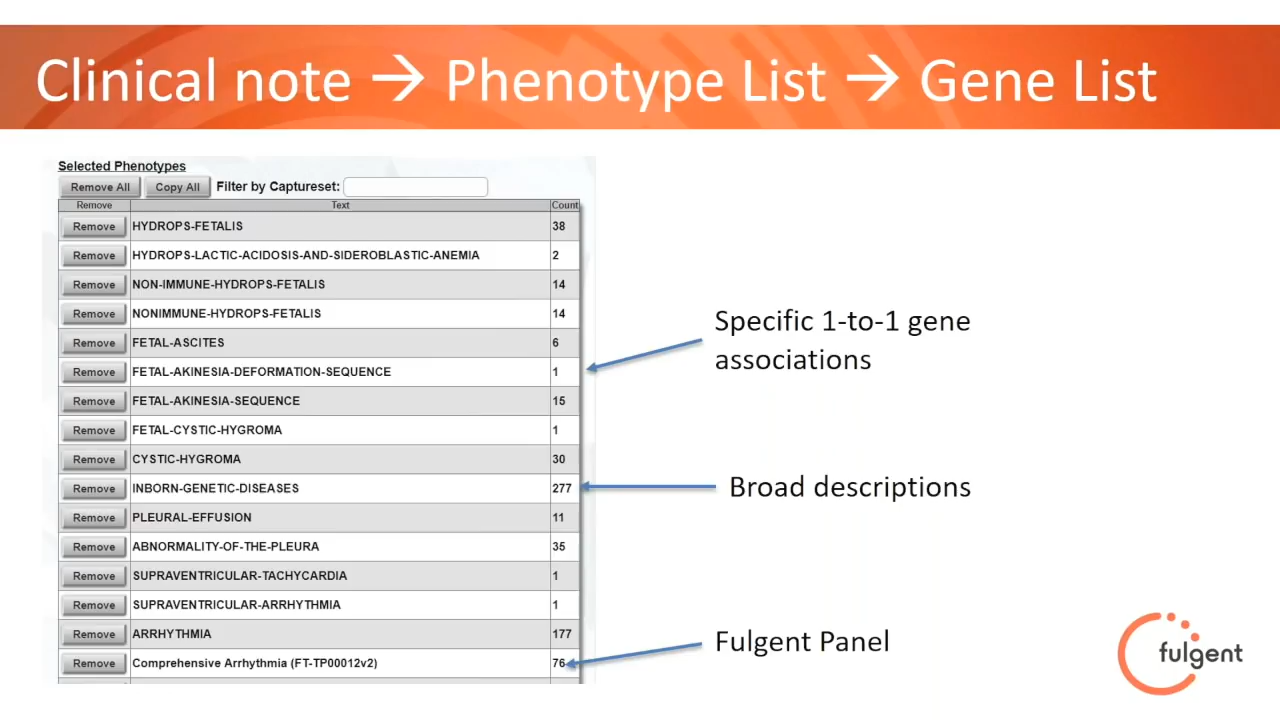 Clinical note → Phenotype List → Gene List
Selected Phenotypes
Remove All Copy All Filter by Captureset:
Remove Text Count
Remove HYDROPS-FETALIS 38
Remove HYDROPS-LACTIC-ACIDOSIS-AND-SIDEROBLASTIC-ANEMIA 2
Remove NON-IMMUNE-HYDROPS-FETALIS 14
Remove NONIMMUNE-HYDROPS-FETALIS 14
Remove FETAL-ASCITES 6
Remove FETAL-AKINESIA-DEFORMATION-SEQUENCE 1
Remove FETAL-AKINESIA-SEQUENCE 15
Remove FETAL-CYSTIC-HYGROMA 1
Remove CYSTIC-HYGROMA 30
Remove INBORN-GENETIC-DISEASES 277
Remove PLEURAL-EFFUSION 11
Remove ABNORMALITY-OF-THE-PLEURA 35
Remove SUPRAVENTRICULAR-TACHYCARDIA 1
Remove SUPRAVENTRICULAR-ARRHYTHMIA 1
Remove ARRHYTHMIA 177
Remove Comprehensive Arrhythmia (FT-TP00012v2) 76
Specific 1-to-1 gene
associations
Broad descriptions
Fulgent Panel
fulgent